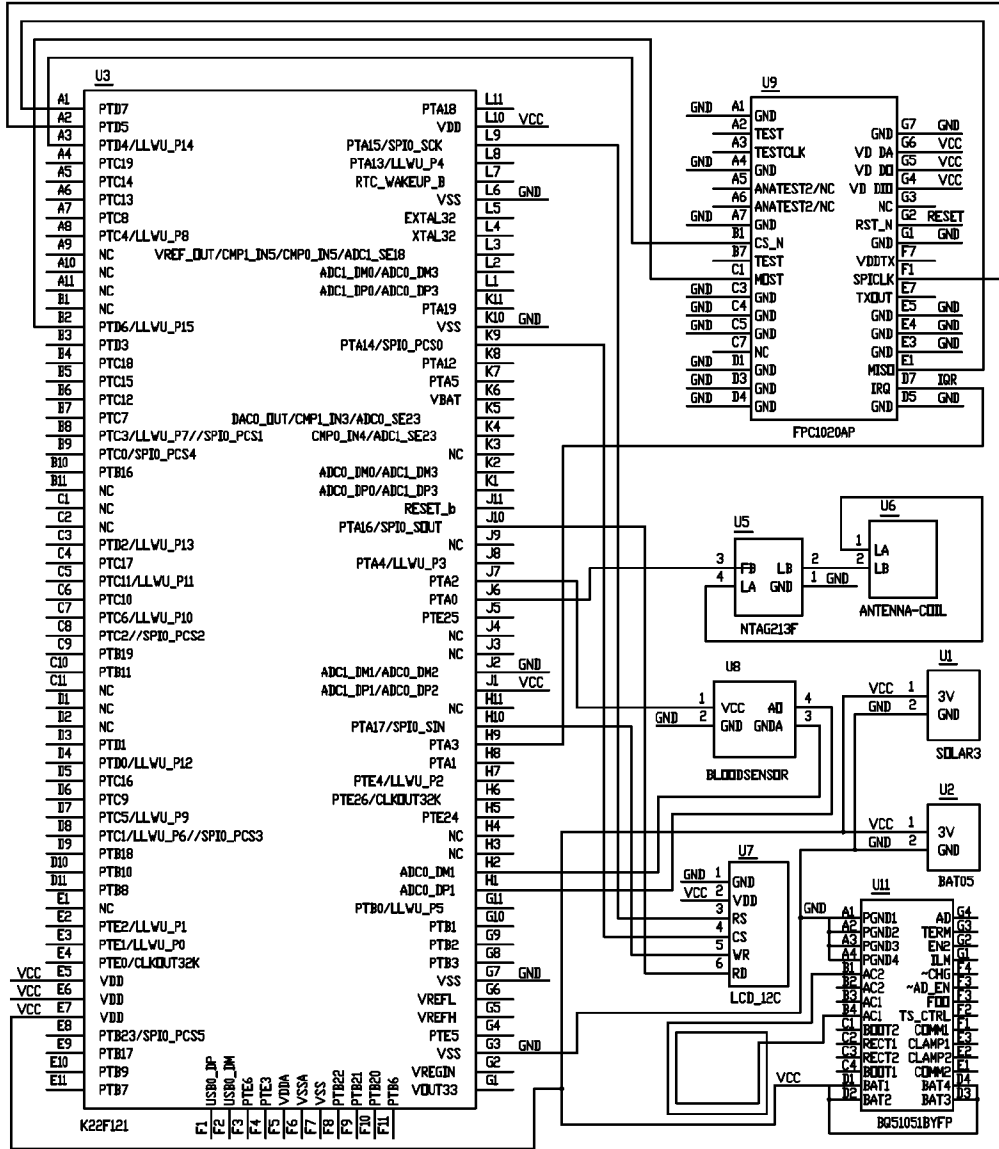 U3
A1 PTD7
A2 PTD5
A3 PTD4/LLWU_P14
A4 PTC19
A5 PTC14
A6 PTC13
A7 PTC8
A8 PTC4/LLWU_P8
A9 NC
A10 NC
A11 NC
B1 NC
B2 PTD6/LLWU_P15
B3 PTD3
B4 PTC18
B5 PTC15
B6 PTC12
B7 PTC7
B8 PTC3/LLWU_P7//SPI0_PCS1
B9 PTC0/SPI0_PCS4
B10 PTB16
B11 NC
C1 NC
C2 NC
C3 PTD2/LLWU_P13
C4 PTC17
C5 PTC11/LLWU_P11
C6 PTC10
C7 PTC6/LLWU_P10
C8 PTC2//SPI0_PCS2
C9 PTB19
C10 PTB11
C11 NC
D1 NC
D2 NC
D3 PTD1
D4 PTD0/LLWU_P12
D5 PTC16
D6 PTC9
D7 PTC5/LLWU_P9
D8 PTC1/LLWU_P6//SPI0_PCS3
D9 PTB18
D10 PTB10
D11 PTB8
E1 NC
E2 PTE2/LLWU_P1
E3 PTE1/LLWU_P0
E4 PTE0/CLKOUT32K
VCC E5 VDD
VCC E6 VDD
VCC E7 VDD
E8 PTB23/SPI0_PCS5
E9 PTB17
E10 PTB9
E11 PTB7
PTA18 L11
VDD L10 VCC
PTA15/SPI0_SCK L9
PTA13/LLWU_P4 L8
RTC_WAKEUP_B L7
VSS L6 GND
EXTAL32 L5
XTAL32 L4
VREF_OUT/CMP1_IN5/CMP0_IN5/ADC1_SE18 L3
ADC1_DM0/ADC0_DM3 L2
ADC1_DP0/ADC0_DP3 L1
PTA19 K11
VSS K10 GND
PTA14/SPI0_PCS0 K9
PTA12 K8
PTA5 K7
VBAT K6
DAC0_OUT/CMP1_IN3/ADC0_SE23 K5
CMP0_IN4/ADC1_SE23 K4
NC K3
ADC0_DM0/ADC1_DM3 K2
ADC0_DP0/ADC1_DP3 K1
RESET_b J11
PTA16/SPI0_SOUT J10
NC J9
PTA4/LLWU_P3 J8
PTA2 J7
PTA0 J6
PTE25 J5
NC J4
NC J3
ADC1_DM1/ADC0_DM2 J2 GND
ADC1_DP1/ADC0_DP2 J1 VCC
NC H11
PTA17/SPI0_SIN H10
PTA3 H9
PTA1 H8
PTE4/LLWU_P2 H7
PTE26/CLKOUT32K H6
PTE24 H5
NC H4
NC H3
ADC0_DM1 H2
ADC0_DP1 H1
PTB0/LLWU_P5 G11
PTB1 G10
PTB2 G9
PTB3 G8
VSS G7 GND
VREFL G6
VREFH G5
PTE5 G4
VSS G3 GND
VREGIN G2
VOUT33 G1
USB0_DP F1
USB0_DM F2
PTE6 F3
PTE3 F4
VDDA F5
VSSA F6
VSS F7
PTB22 F8
PTB21 F9
PTB20 F10
PTB6 F11
K22F121
U9
GND A1 GND
A2 TEST
A3 TESTCLK
GND A4 GND
A5 ANATEST2/NC
A6 ANATEST2/NC
GND A7 GND
B1 CS_N
B7 TEST
C1 MOST
GND C3 GND
GND C4 GND
GND C5 GND
C7 NC
GND D1 GND
GND D3 GND
GND D4 GND
GND G7 GND
VD DA G6 VCC
VD DO G5 VCC
VD DIO G4 VCC
NC G3
RST_N G2 RESET
GND G1 GND
VDDTX F7
SPICLK F1
TXOUT E7
GND E5 GND
GND E4 GND
GND E3 GND
MISO E1
IRQ D7 IQR
GND D5 GND
FPC1020AP
U5
3 FB LB 2
4 LA GND 1 GND
NTAG213F
U6
1 LA
2 LB
ANTENNA-COIL
U8
1 VCC AO 4
GND 2 GND GNDA 3
BLOODSENSOR
U1
VCC 1 3V
GND 2 GND
SOLAR3
U2
VCC 1 3V
GND 2 GND
BAT05
U7
GND 1 GND
VCC 2 VDD
3 RS
4 CS
5 WR
6 RD
LCD_12C
U11
GND A1 PGND1
A2 PGND2
A3 PGND3
A4 PGND4
B1 AC2
B2 AC2
B3 AC1
B4 AC1
C1 BOOT2
C2 RECT1
C3 RECT2
C4 BOOT1
VCC D1 BAT1
D2 BAT2
AD G4
TERM G3
EN2 G2
ILM G1
~CHG F4
~AD_EN F3
FOD F3
TS_CTRL F2
COMM1 E1
CLAMP1 E3
CLAMP2 E2
COMM2 E1
BAT4 D4
BAT3 D3
BQ51051BYFP